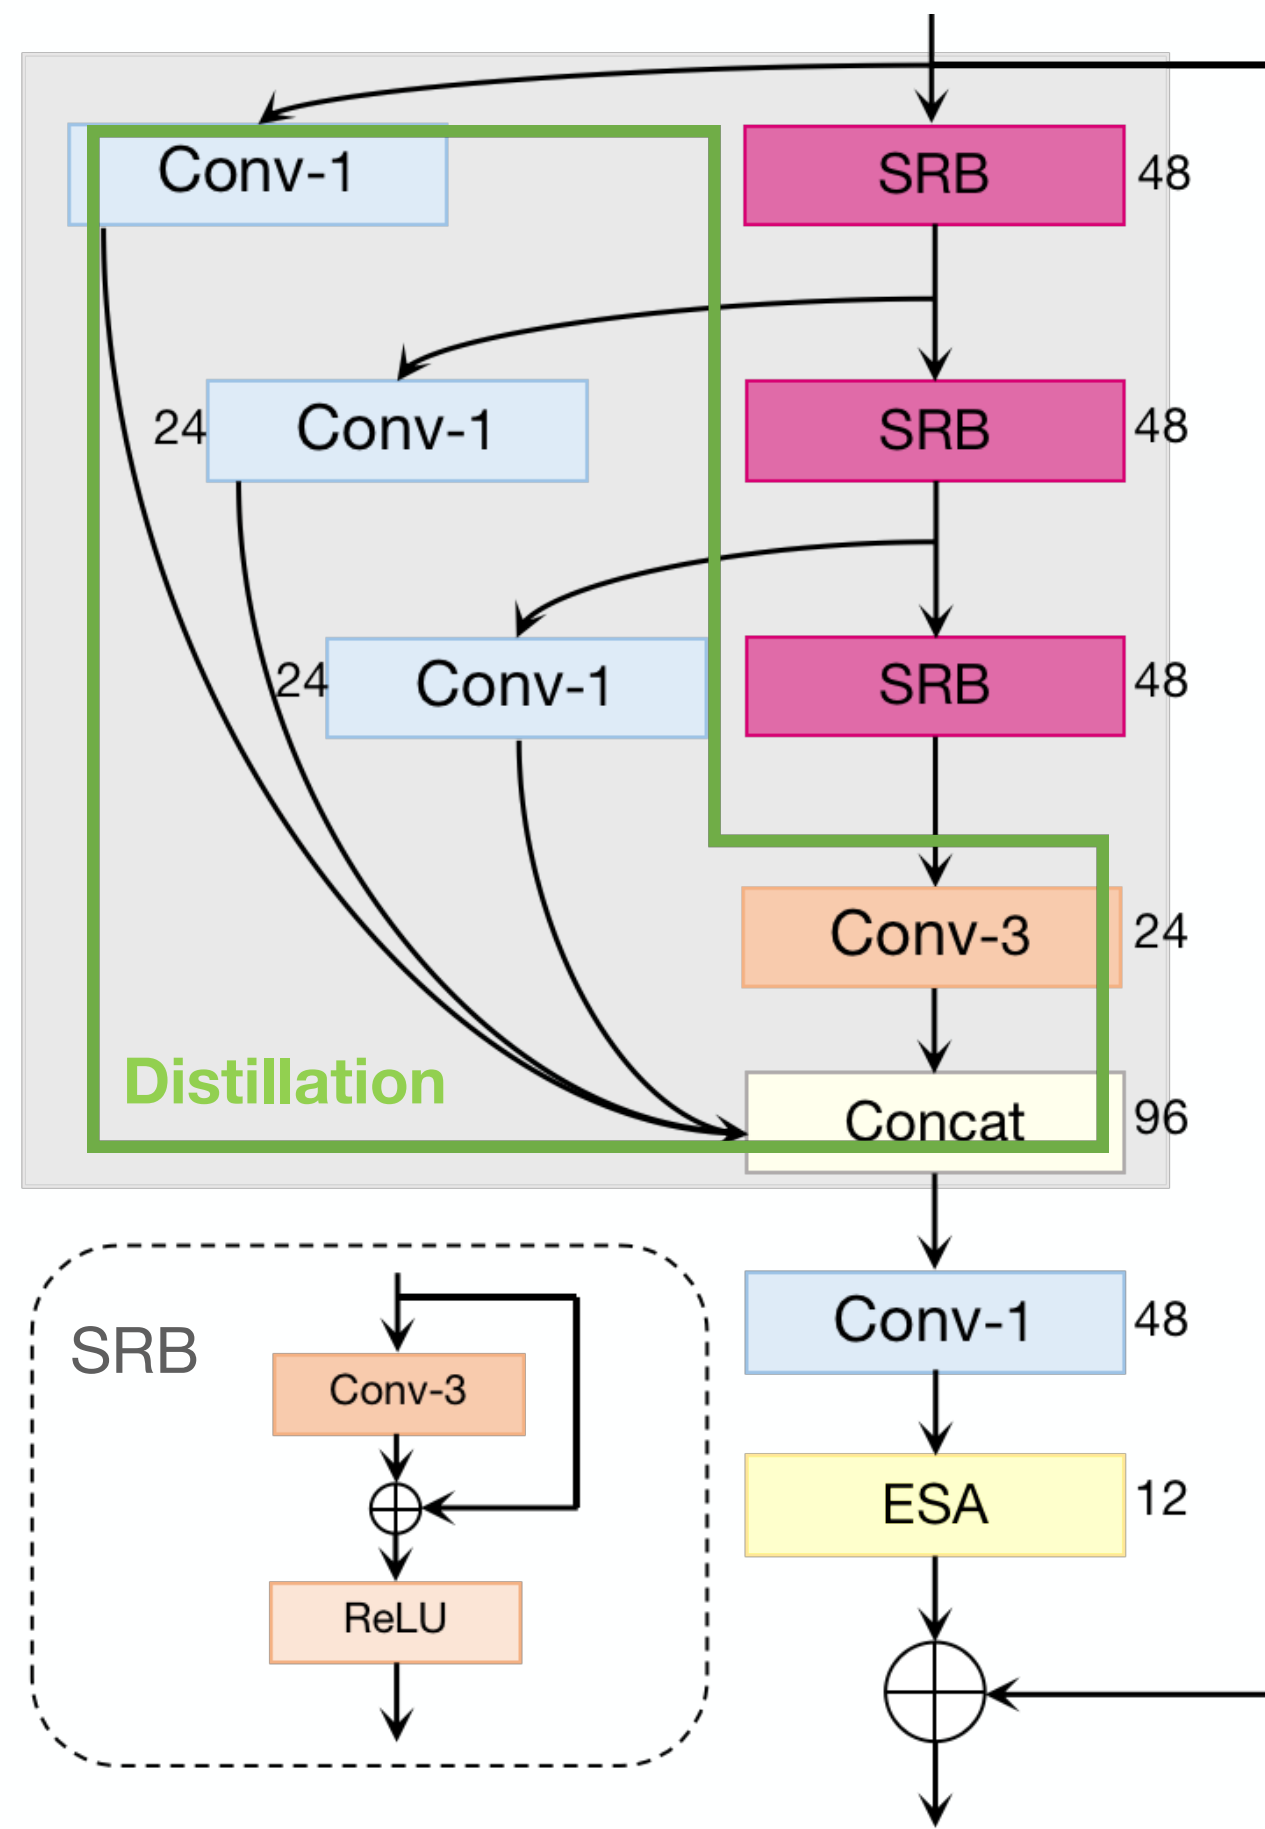 Conv-1
SRB 48
24 Conv-1
SRB 48
24 Conv-1
SRB 48
Conv-3 24
Distillation
Concat 96
SRB
Conv-3
ReLU
Conv-1 48
ESA 12